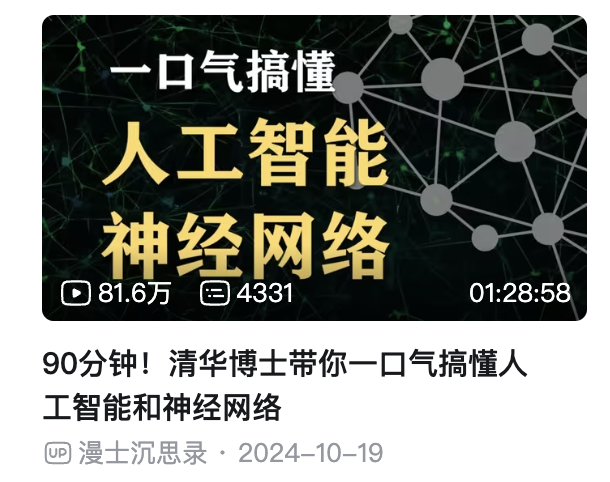 一口气搞懂
人工智能
神经网络
81.6万 4331 01:28:58
90分钟！清华博士带你一口气搞懂人
工智能和神经网络
UP 漫士沉思录 · 2024-10-19